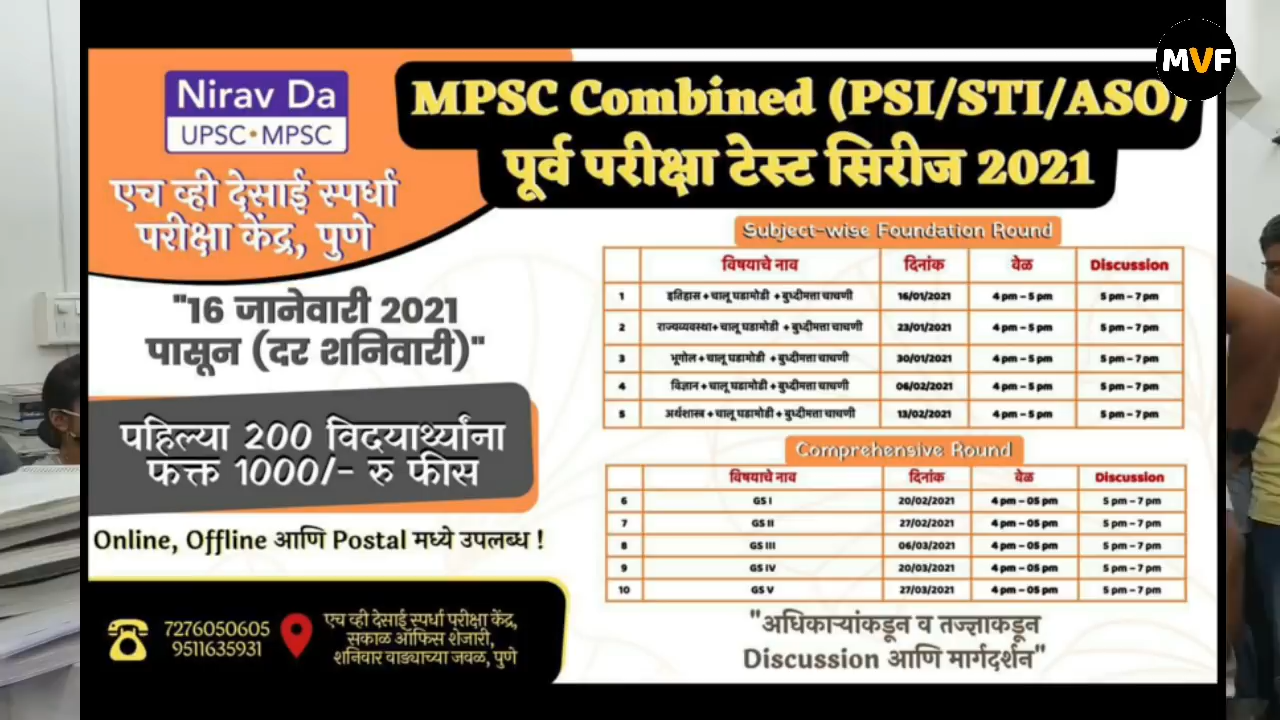 MVF
Nirav Da
UPSC • MPSC
एच व्ही देसाई स्पर्धा
परीक्षा केंद्र, पुणे
MPSC Combined (PSI/STI/ASO)
पूर्व परीक्षा टेस्ट सिरीज 2021
"16 जानेवारी 2021
पासून (दर शनिवारी)"
पहिल्या 200 विदयार्थ्यांना
फक्त 1000/- रु फीस
Online, Offline आणि Postal मध्ये उपलब्ध !
7276050605
9511635931
एच व्ही देसाई स्पर्धा परीक्षा केंद्र,
सकाळ ऑफिस शेजारी,
शनिवार वाड्याच्या जवळ, पुणे
Subject-wise Foundation Round
विषयाचे नाव दिनांक वेळ Discussion
1 इतिहास + चालू घडामोडी + बुध्दीमत्ता चाचणी 16/01/2021 4 pm – 5 pm 5 pm – 7 pm
2 राज्यव्यवस्था+ चालू घडामोडी + बुध्दीमत्ता चाचणी 23/01/2021 4 pm – 5 pm 5 pm – 7 pm
3 भूगोल + चालू घडामोडी + बुध्दीमत्ता चाचणी 30/01/2021 4 pm – 5 pm 5 pm – 7 pm
4 विज्ञान + चालू घडामोडी + बुध्दीमत्ता चाचणी 06/02/2021 4 pm – 5 pm 5 pm – 7 pm
5 अर्थशास्त्र + चालू घडामोडी + बुध्दीमत्ता चाचणी 13/02/2021 4 pm – 5 pm 5 pm – 7 pm
Comprehensive Round
विषयाचे नाव दिनांक वेळ Discussion
6 GS I 20/02/2021 4 pm – 05 pm 5 pm – 7 pm
7 GS II 27/02/2021 4 pm – 05 pm 5 pm – 7 pm
8 GS III 06/03/2021 4 pm – 05 pm 5 pm – 7 pm
9 GS IV 20/03/2021 4 pm – 05 pm 5 pm – 7 pm
10 GS V 27/03/2021 4 pm – 05 pm 5 pm – 7 pm
"अधिकाऱ्यांकडून व तज्ज्ञाकडून
Discussion आणि मार्गदर्शन"